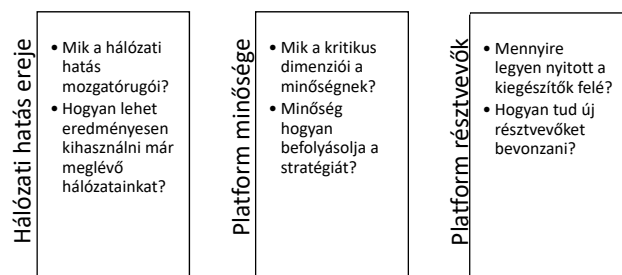 Hálózati hatás ereje
• Mik a hálózati
hatás
mozgatórugói?
• Hogyan lehet
eredményesen
kihasználni már
meglévő
hálózatainkat?
Platform minősége
• Mik a kritikus
dimenziói a
minőségnek?
• Minőség
hogyan
befolyásolja a
stratégiát?
Platform résztvevők
• Mennyire
legyen nyitott a
kiegészítők felé?
• Hogyan tud új
résztvevőket
bevonzani?